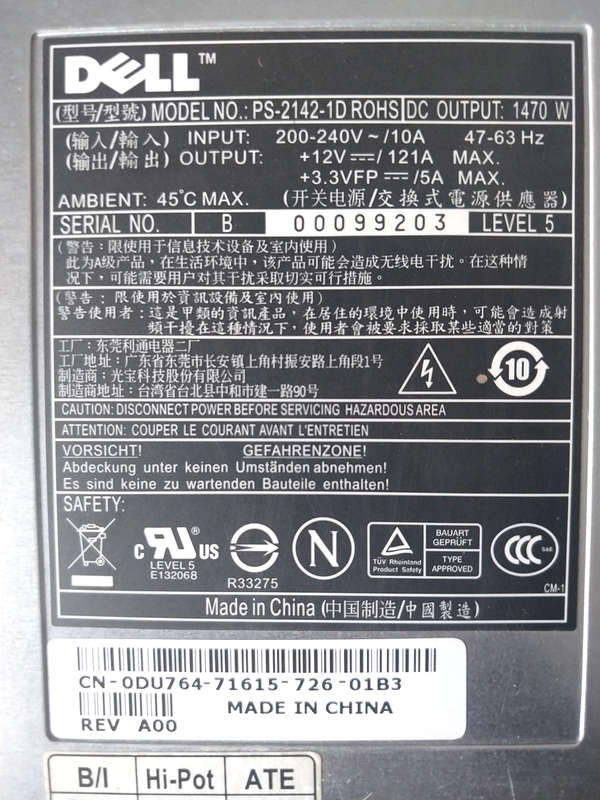 DELL™
(型号/型號) MODEL NO.: PS-2142-1D ROHS DC OUTPUT: 1470 W
(输入/輸入) INPUT: 200-240V~/10A 47-63 Hz
(输出/輸出) OUTPUT: +12V⎓/ 121A MAX.
+3.3VFP⎓/5A MAX.
AMBIENT: 45°C MAX. (开关电源/交換式電源供應器)
SERIAL NO. B 00099203 LEVEL 5
(警告:限使用于信息技术设备及室内使用)
此为A级产品,在生活环境中,该产品可能会造成无线电干扰。在这种情
况下,可能需要用户对其干扰采取切实可行措施。
(警告:限使用於資訊設備及室內使用)
警告使用者:這是甲類的資訊產品,在居住的環境中使用時,可能會造成射
頻干擾在這種情況下,使用者會被要求採取某些適當的對策
工厂:东莞利通电器二厂
工厂地址:广东省东莞市长安镇上角村振安路上角段1号
制造商:光宝科技股份有限公司
制造商地址:台湾省台北县中和市建一路90号
10
CAUTION: DISCONNECT POWER BEFORE SERVICING HAZARDOUS AREA
ATTENTION: COUPER LE COURANT AVANT L'ENTRETIEN
VORSICHT! GEFAHRENZONE!
Abdeckung unter keinen Umständen abnehmen!
Es sind keine zu wartenden Bauteile enthalten!
SAFETY:
c RU ® US
LEVEL 5
E132068
R33275
N
TÜV Rheinland
Product Safety
BAUART
GEPRÜFT
TYPE
APPROVED
CCC S&E
CM-1
Made in China (中国制造/中國製造)
CN-0DU764-71615-726-01B3
MADE IN CHINA
REV A00
B/I Hi-Pot ATE